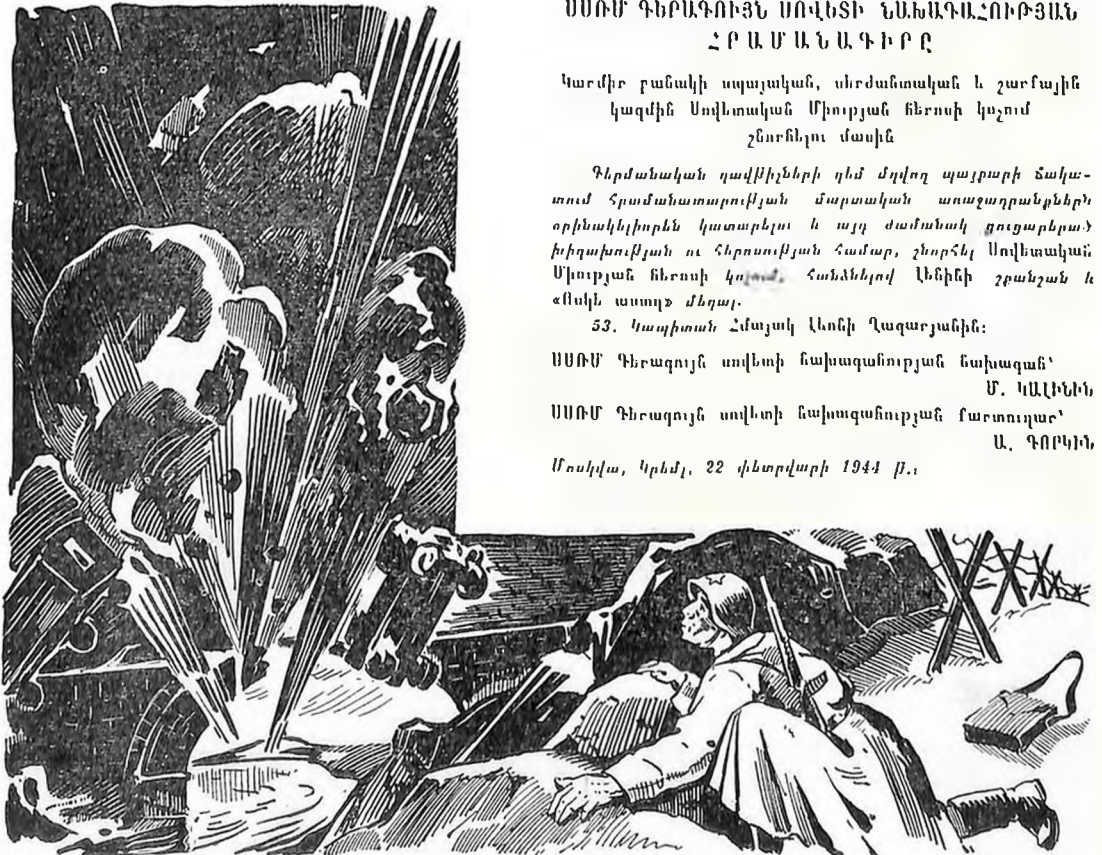 ՍՍՌՄ ԳԵՐԱԳՈՒՅՆ ՍՈՎԵՏԻ ՆԱԽԱԳԱՀՈՒԹՅԱՆ
ՀՐԱՄԱՆԱԳԻՐԸ
Կարմիր բանակի սպայական, սերժանտական և շարքային
կազմին Սովետական Միության հերոսի կոչում
շնորհելու մասին
Գերմանական զավթիչների դեմ մղվող պայքարի ճակա-
տում Հրամանատարության մարտական առաջադրանքներն
օրինակելիորեն կատարելու և այդ ժամանակ ցուցաբերած
խիզախության ու հերոսության համար, շնորհել Սովետական
Միության հերոսի կոչում, հանձնելով Լենինի շքանշան և
«Ոսկե աստղ» մեդալ.
53. Կապիտան Հմայակ Լևոնի Ղազարյանին:
ՍՍՌՄ Գերագույն սովետի նախագահության նախագահ՝
Մ. ԿԱԼԻՆԻՆ
ՍՍՌՄ Գերագույն սովետի նախագահության քարտուղար՝
Ա. ԳՈՐԿԻՆ
Մոսկվա, Կրեմլ, 22 փետրվարի 1944 թ.: